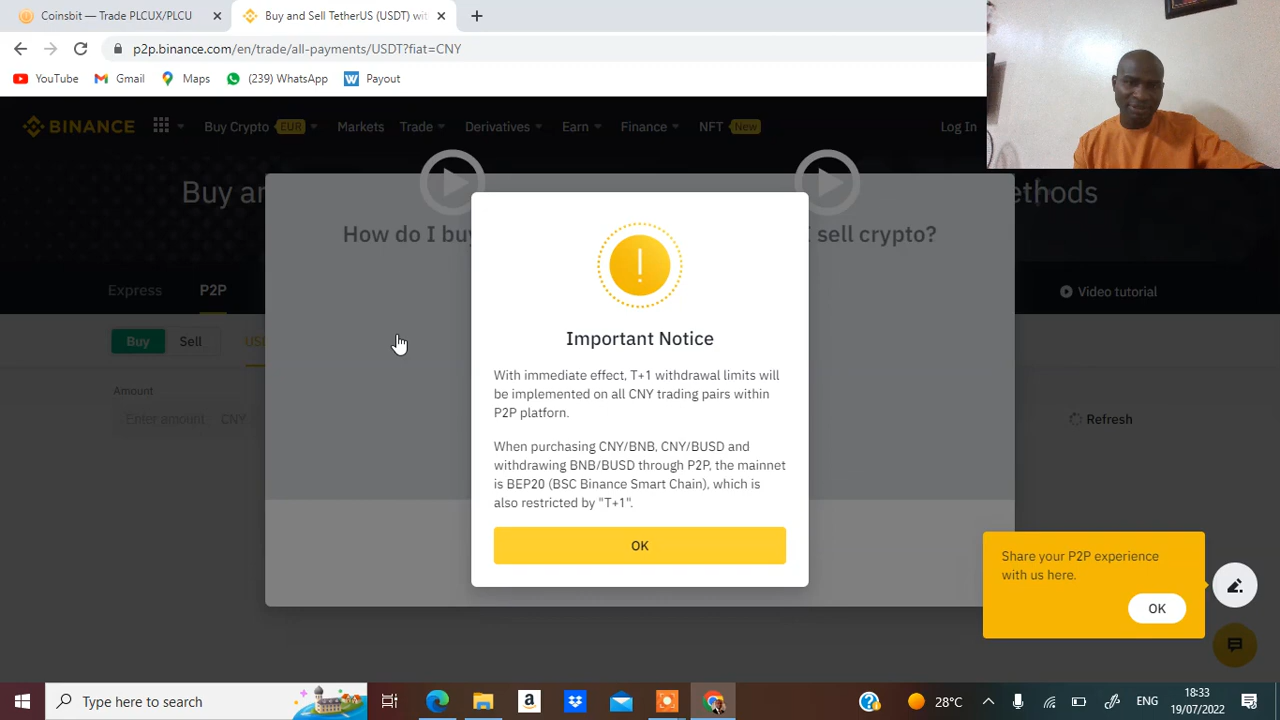 Coinsbit — Trade PLCUX/PLCU
Buy and Sell TetherUS (USDT) wit
p2p.binance.com/en/trade/all-payments/USDT?fiat=CNY
YouTube
Gmail
Maps
(239) WhatsApp
Payout
BINANCE
Buy Crypto
EUR
Markets
Trade
Derivatives
Earn
Finance
NFT
New
Log In
Buy an
ethods
How do I buy
I sell crypto?
Express
P2P
Video tutorial
Buy
Sell
US
Amount
Enter amount
CNY
Refresh
Important Notice
With immediate effect, T+1 withdrawal limits will
be implemented on all CNY trading pairs within
P2P platforn.
When purchasing CNY/BNB, CNY/BUSD and
withdrawing BNB/BUSD through P2P, the mainnet
is BEP20 (BSC Binance Smart Chain), which is
also restricted by "T+1".
OK
Share your P2P experience
with us here.
OK
Type here to search
28°C
ENG
18:33
19/07/2022